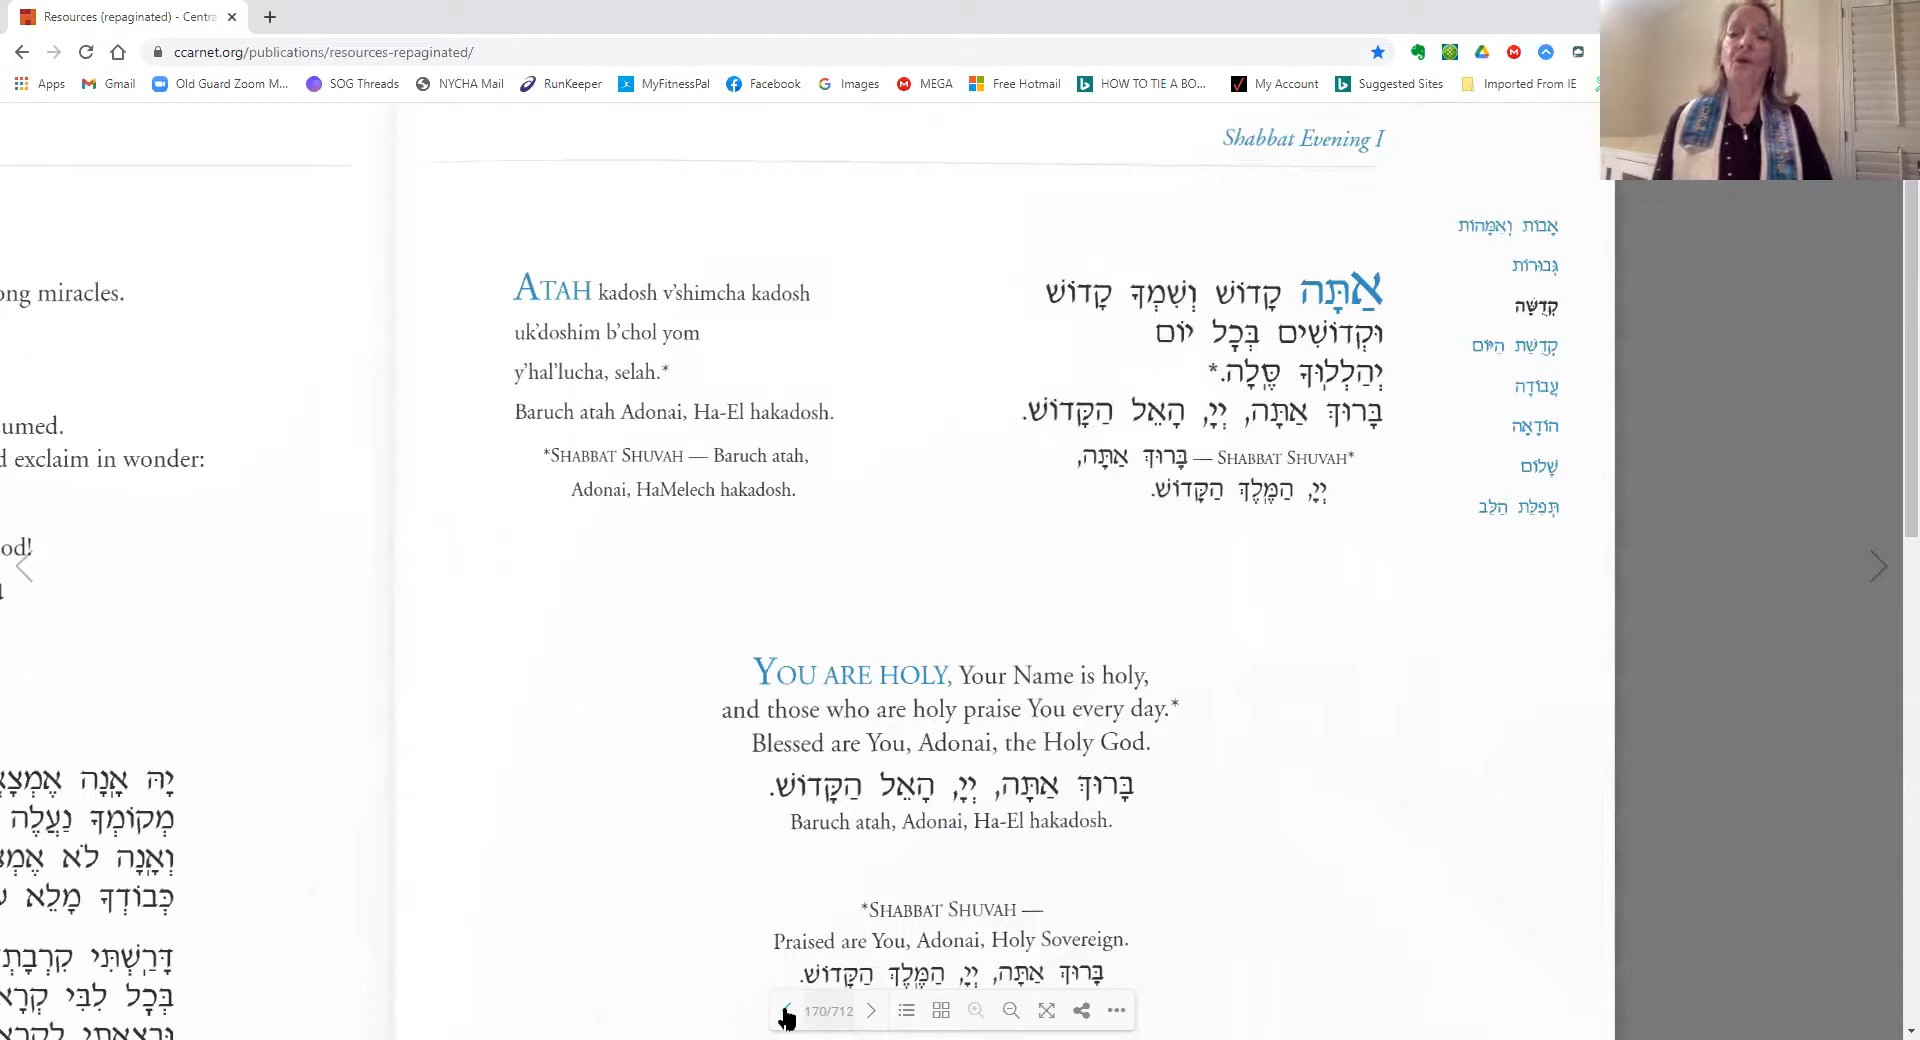 Resources (repaginated) - Centra
ccarnet.org/publications/resources-repaginated/
Apps Gmail Old Guard Zoom M... SOG Threads NYCHA Mail RunKeeper MyFitnessPal Facebook Images MEGA Free Hotmail HOW TO TIE A BO... My Account Suggested Sites Imported From IE
Shabbat Evening I
ong miracles.
umed.
d exclaim in wonder:
od!
יָהּ אָנָה אֶמְצָא
מְקוֹמְךָ נַעֲלֶה
וְאָנָה לֹא אֶמְצ
כְּבוֹדְךָ מָלֵא
דָּרַשְׁתִּי קִרְבָתְ
בְּכׇל לִבִּי קְרָא
ATAH kadosh v'shimcha kadosh
uk'doshim b'chol yom
y'hal'lucha, selah.*
Baruch atah Adonai, Ha-El hakadosh.
*SHABBAT SHUVAH — Baruch atah,
Adonai, HaMelech hakadosh.
אַתָּה קָדוֹשׁ וְשִׁמְךָ קָדוֹשׁ
וּקְדוֹשִׁים בְּכׇל יוֹם
יְהַלְלֽוּךָ סֶּֽלָה.*
בָּרוּךְ אַתָּה, יְיָ, הָאֵל הַקָּדוֹשׁ.
*SHABBAT SHUVAH — בָּרוּךְ אַתָּה,
יְיָ, הַמֶּֽלֶךְ הַקָּדוֹשׁ.
אָבוֹת וְאִמָּהוֹת
גְּבוּרוֹת
קְדֻשָּׁה
קְדֻשַּׁת הַיּוֹם
עֲבוֹדָה
הוֹדָאָה
שָׁלוֹם
תְּפִלַּת הַלֵּב
YOU ARE HOLY, Your Name is holy,
and those who are holy praise You every day.*
Blessed are You, Adonai, the Holy God.
בָּרוּךְ אַתָּה, יְיָ, הָאֵל הַקָּדוֹשׁ.
Baruch atah, Adonai, Ha-El hakadosh.
*SHABBAT SHUVAH —
Praised are You, Adonai, Holy Sovereign.
בָּרוּךְ אַתָּה, יְיָ, הַמֶּֽלֶךְ הַקָּדוֹשׁ.
170/712